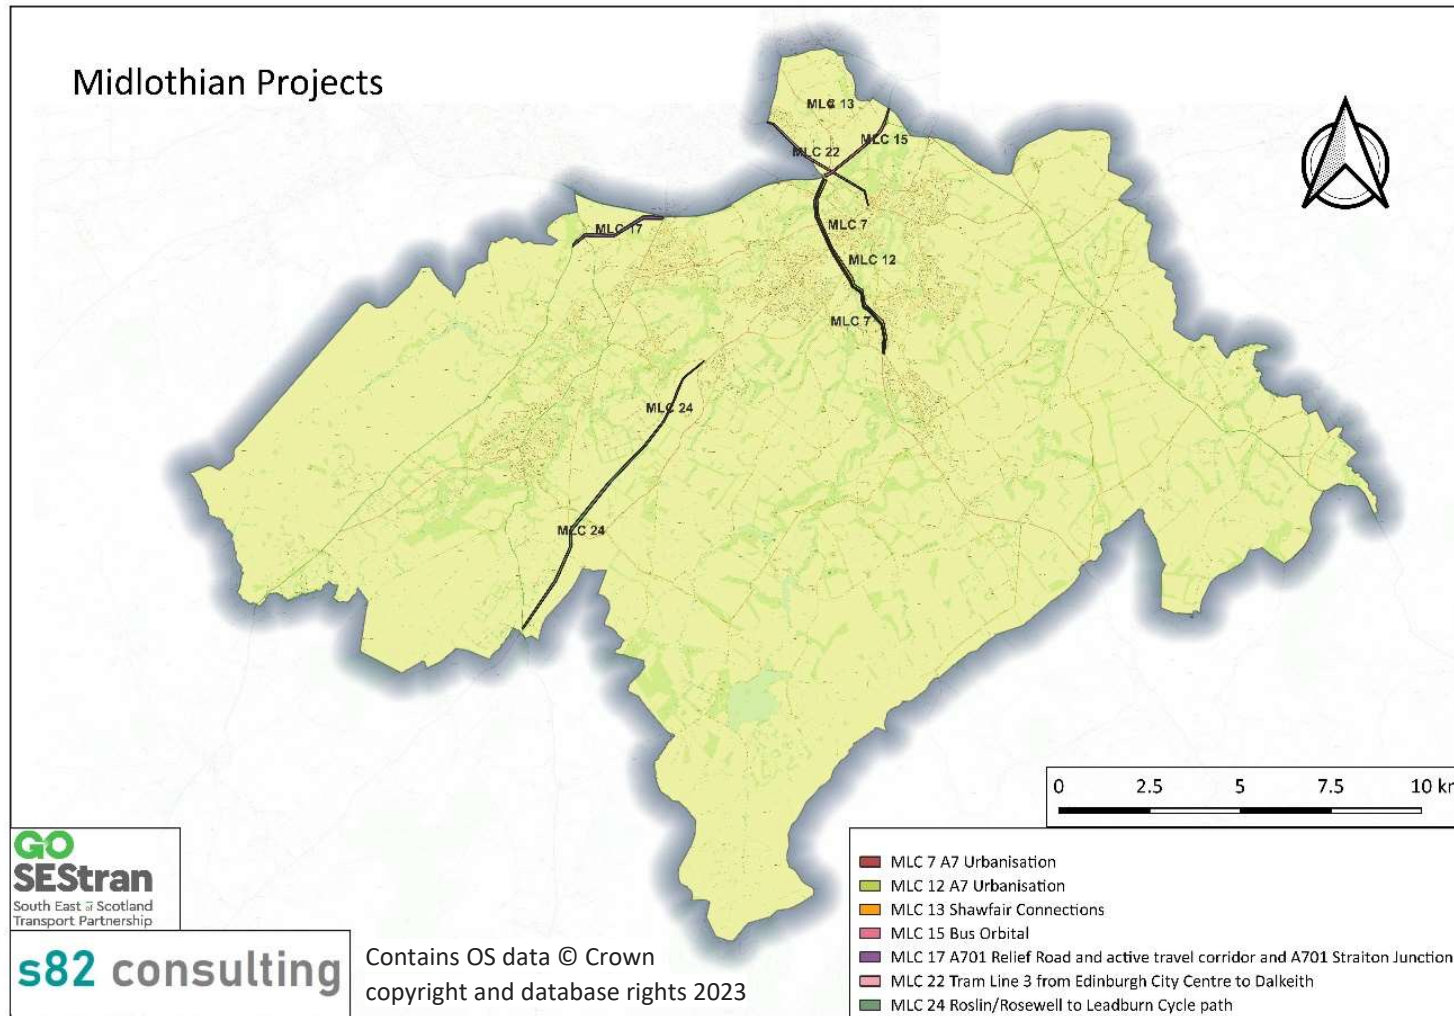 Midlothian Projects
MLC 13
MLC 15
MLC 22
MLC 17
MLC 7
MLC 12
MLC 7
MLC 24
MLC 24
0 2.5 5 7.5 10 km
GO
SEStran
South East of Scotland
Transport Partnership
s82 consulting
Contains OS data © Crown
copyright and database rights 2023
MLC 7 A7 Urbanisation
MLC 12 A7 Urbanisation
MLC 13 Shawfair Connections
MLC 15 Bus Orbital
MLC 17 A701 Relief Road and active travel corridor and A701 Straiton Junction
MLC 22 Tram Line 3 from Edinburgh City Centre to Dalkeith
MLC 24 Roslin/Rosewell to Leadburn Cycle path